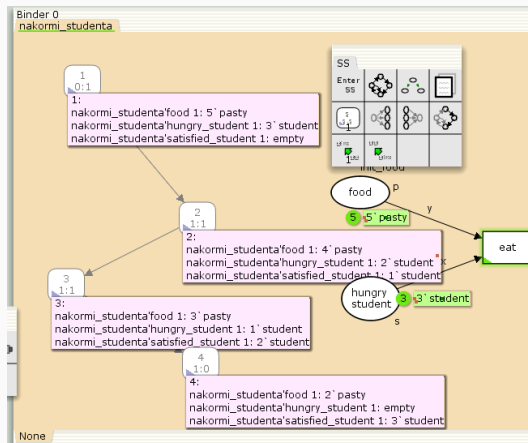 Binder 0
nakormi_studenta
1
0:1
1:
nakormi_studenta'food 1: 5`pasty
nakormi_studenta'hungry_student 1: 3`student
nakormi_studenta'satisfied_student 1: empty
SS
Enter
SS
food
p
5
5`pasty
y
eat
2
1:1
2:
nakormi_studenta'food 1: 4`pasty
nakormi_studenta'hungry_student 1: 2`student
nakormi_studenta'satisfied_student 1: 1`student
x
hungry
student
3
3`student
s
3
1:1
3:
nakormi_studenta'food 1: 3`pasty
nakormi_studenta'hungry_student 1: 1`student
nakormi_studenta'satisfied_student 1: 2`student
4
1:0
4:
nakormi_studenta'food 1: 2`pasty
nakormi_studenta'hungry_student 1: empty
nakormi_studenta'satisfied_student 1: 3`student
None